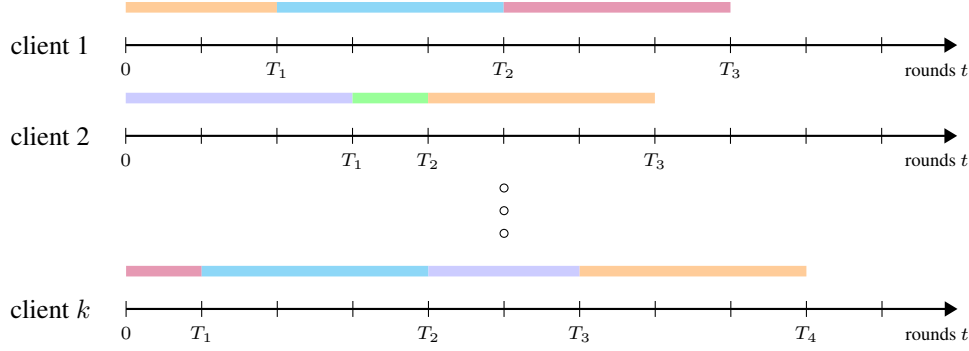 client 1
0 T₁ T₂ T₃ rounds t
client 2
0 T₁ T₂ T₃ rounds t
client k
0 T₁ T₂ T₃ T₄ rounds t